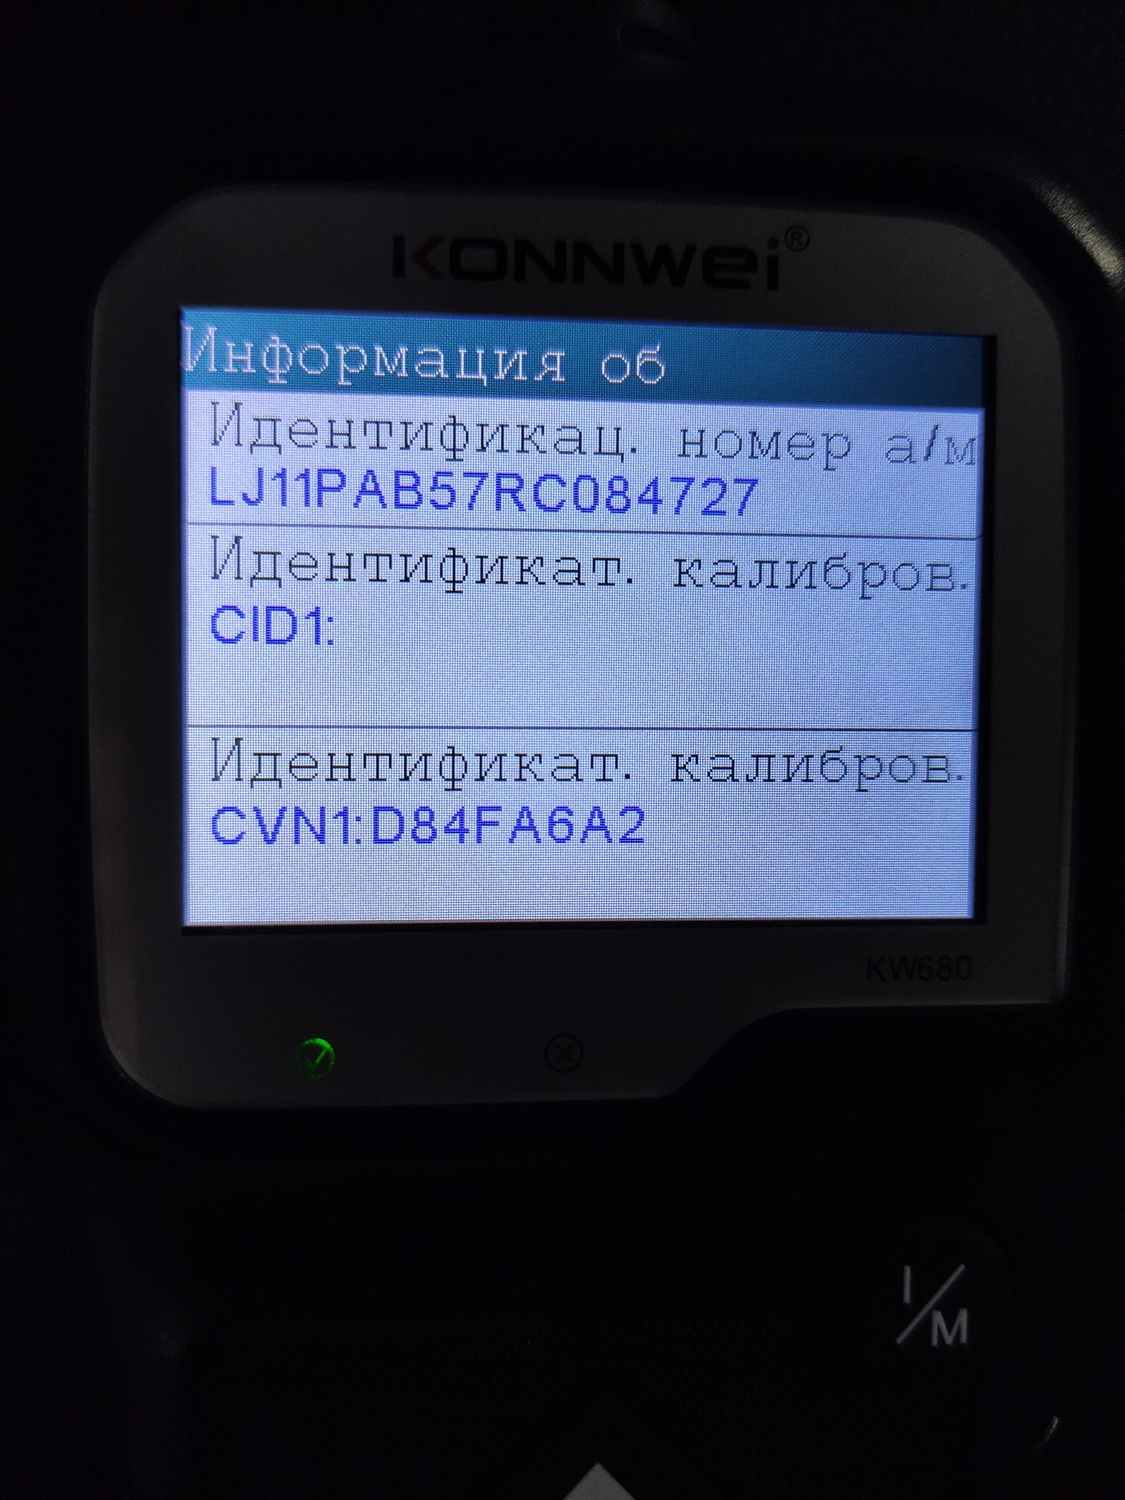 KONNWEI®
Информация об
Идентификац. номер а/м
LJ11PAB57RC084727
Идентификат. калибров.
CID1:
Идентификат. калибров.
CVN1:D84FA6A2
KW680
I/M